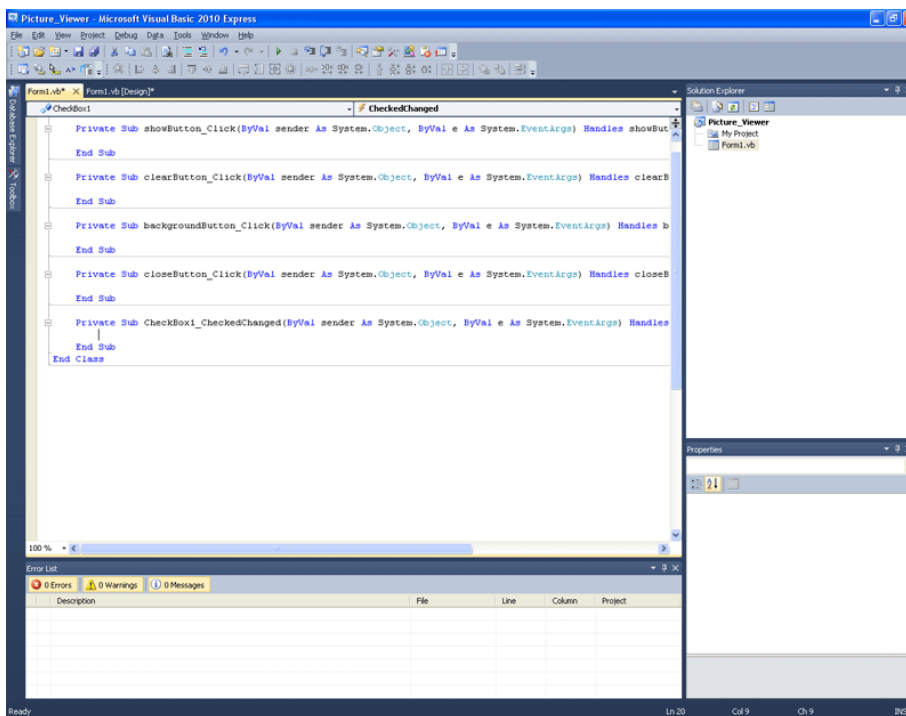 Picture_Viewer - Microsoft Visual Basic 2010 Express
File Edit View Project Debug Data Tools Window Help
Form1.vb* Form1.vb [Design]*
Database Explorer
Toolbox
CheckBox1 CheckedChanged
Private Sub showButton_Click(ByVal sender As System.Object, ByVal e As System.EventArgs) Handles showBut
End Sub
Private Sub clearButton_Click(ByVal sender As System.Object, ByVal e As System.EventArgs) Handles clearB
End Sub
Private Sub backgroundButton_Click(ByVal sender As System.Object, ByVal e As System.EventArgs) Handles b
End Sub
Private Sub closeButton_Click(ByVal sender As System.Object, ByVal e As System.EventArgs) Handles closeB
End Sub
Private Sub CheckBox1_CheckedChanged(ByVal sender As System.Object, ByVal e As System.EventArgs) Handles
End Sub
End Class
100 %
Solution Explorer
Picture_Viewer
My Project
Form1.vb
Properties
Error List
0 Errors 0 Warnings 0 Messages
Description File Line Column Project
Ready Ln 20 Col 9 Ch 9 INS